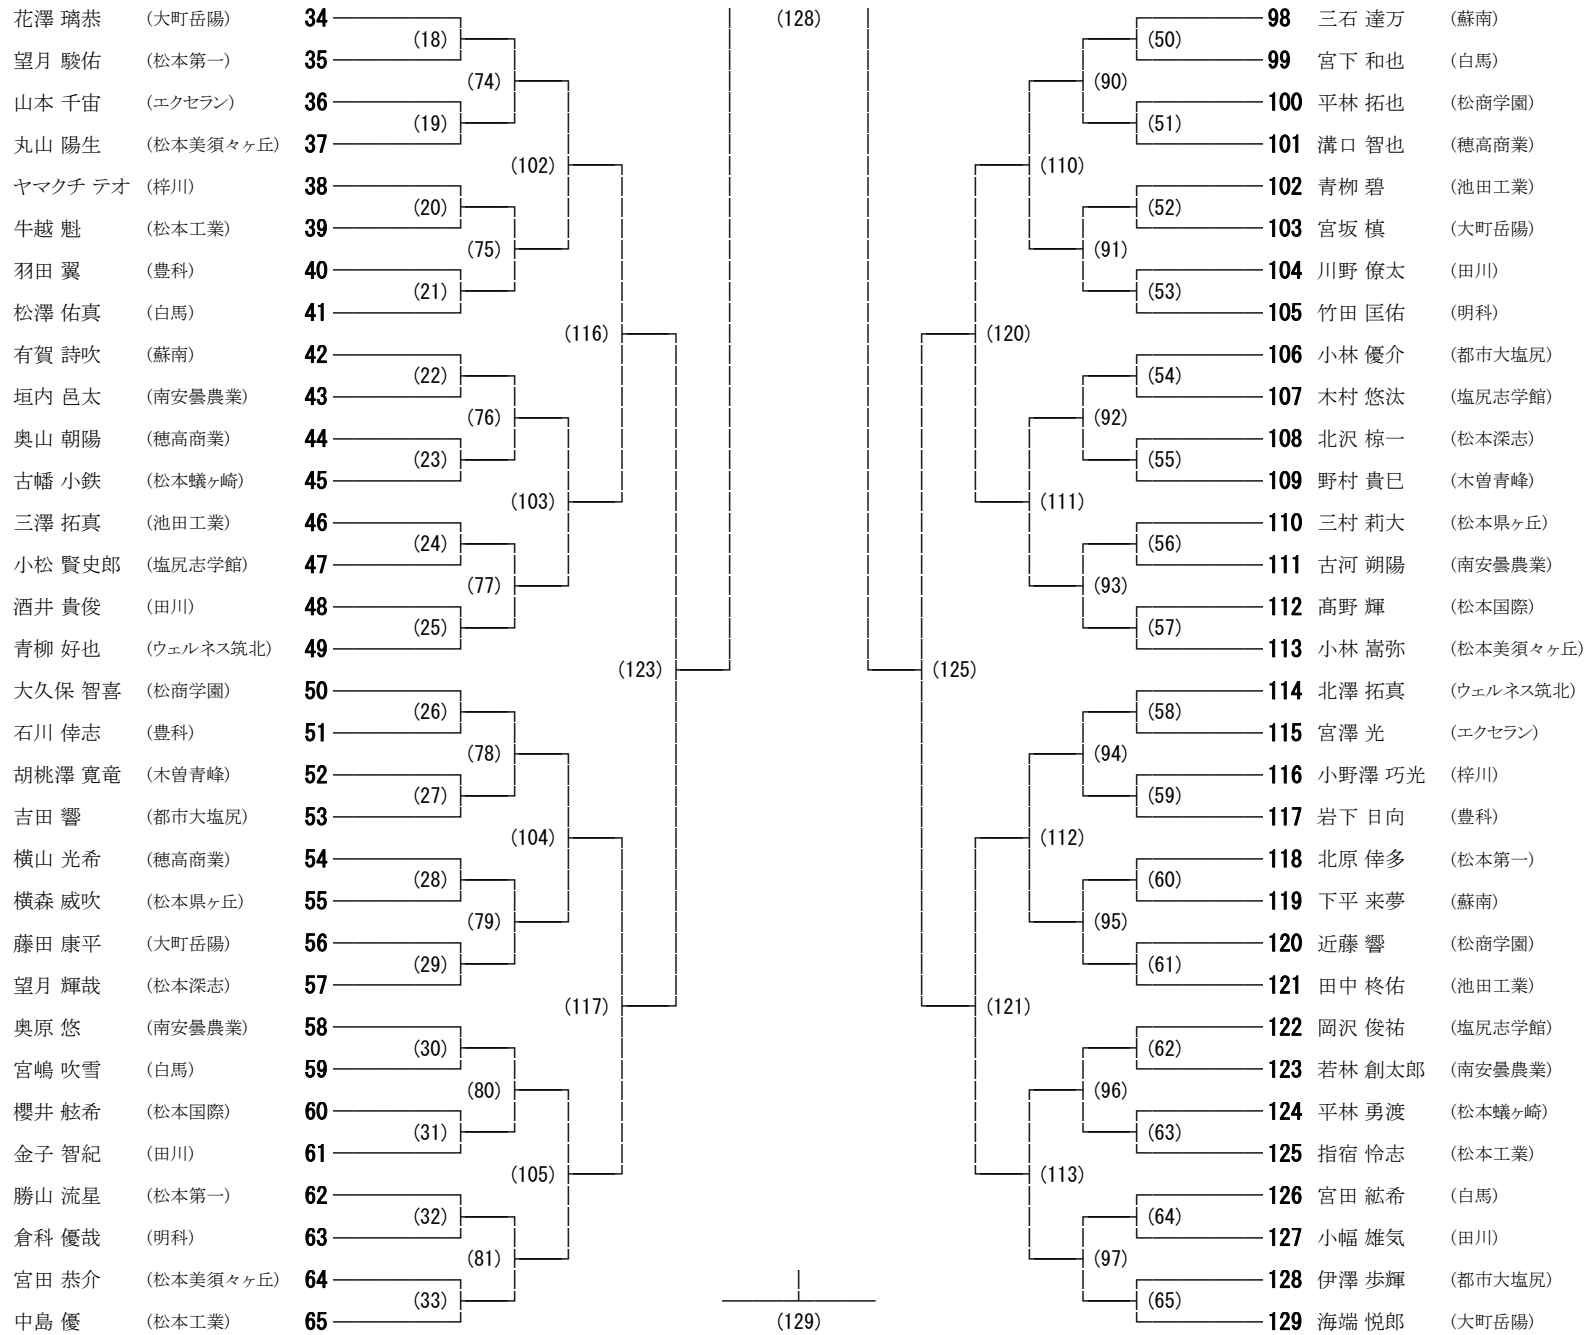 花澤 璃恭 (大町岳陽) 34 (128) 98 三石 達万 (蘇南)
(18) (50)
望月 駿佑 (松本第一) 35 99 宮下 和也 (白馬)
(74) (90)
山本 千宙 (エクセラン) 36 100 平林 拓也 (松商学園)
(19) (51)
丸山 陽生 (松本美須々ヶ丘) 37 101 溝口 智也 (穂高商業)
(102) (110)
ヤマクチ テオ (梓川) 38 102 青栁 碧 (池田工業)
(20) (52)
牛越 魁 (松本工業) 39 103 宮坂 槙 (大町岳陽)
(75) (91)
羽田 翼 (豊科) 40 104 川野 僚太 (田川)
(21) (53)
松澤 佑真 (白馬) 41 105 竹田 匡佑 (明科)
(116) (120)
有賀 詩吹 (蘇南) 42 106 小林 優介 (都市大塩尻)
(22) (54)
垣内 邑太 (南安曇農業) 43 107 木村 悠汰 (塩尻志学館)
(76) (92)
奥山 朝陽 (穂高商業) 44 108 北沢 椋一 (松本深志)
(23) (55)
古幡 小鉄 (松本蟻ヶ崎) 45 109 野村 貴巳 (木曽青峰)
(103) (111)
三澤 拓真 (池田工業) 46 110 三村 莉大 (松本県ヶ丘)
(24) (56)
小松 賢史郎 (塩尻志学館) 47 111 古河 朔陽 (南安曇農業)
(77) (93)
酒井 貴俊 (田川) 48 112 髙野 輝 (松本国際)
(25) (57)
青柳 好也 (ウェルネス筑北) 49 113 小林 嵩弥 (松本美須々ヶ丘)
(123) (125)
大久保 智喜 (松商学園) 50 114 北澤 拓真 (ウェルネス筑北)
(26) (58)
石川 倖志 (豊科) 51 115 宮澤 光 (エクセラン)
(78) (94)
胡桃澤 寛竜 (木曽青峰) 52 116 小野澤 巧光 (梓川)
(27) (59)
吉田 響 (都市大塩尻) 53 117 岩下 日向 (豊科)
(104) (112)
横山 光希 (穂高商業) 54 118 北原 倖多 (松本第一)
(28) (60)
横森 威吹 (松本県ヶ丘) 55 119 下平 来夢 (蘇南)
(79) (95)
藤田 康平 (大町岳陽) 56 120 近藤 響 (松商学園)
(29) (61)
望月 輝哉 (松本深志) 57 121 田中 柊佑 (池田工業)
(117) (121)
奥原 悠 (南安曇農業) 58 122 岡沢 俊祐 (塩尻志学館)
(30) (62)
宮嶋 吹雪 (白馬) 59 123 若林 創太郎 (南安曇農業)
(80) (96)
櫻井 舷希 (松本国際) 60 124 平林 勇渡 (松本蟻ヶ崎)
(31) (63)
金子 智紀 (田川) 61 125 指宿 怜志 (松本工業)
(105) (113)
勝山 流星 (松本第一) 62 126 宮田 紘希 (白馬)
(32) (64)
倉科 優哉 (明科) 63 127 小幅 雄気 (田川)
(81) (97)
宮田 恭介 (松本美須々ヶ丘) 64 128 伊澤 歩輝 (都市大塩尻)
(33) (65)
中島 優 (松本工業) 65 (129) 129 海端 悦郎 (大町岳陽)